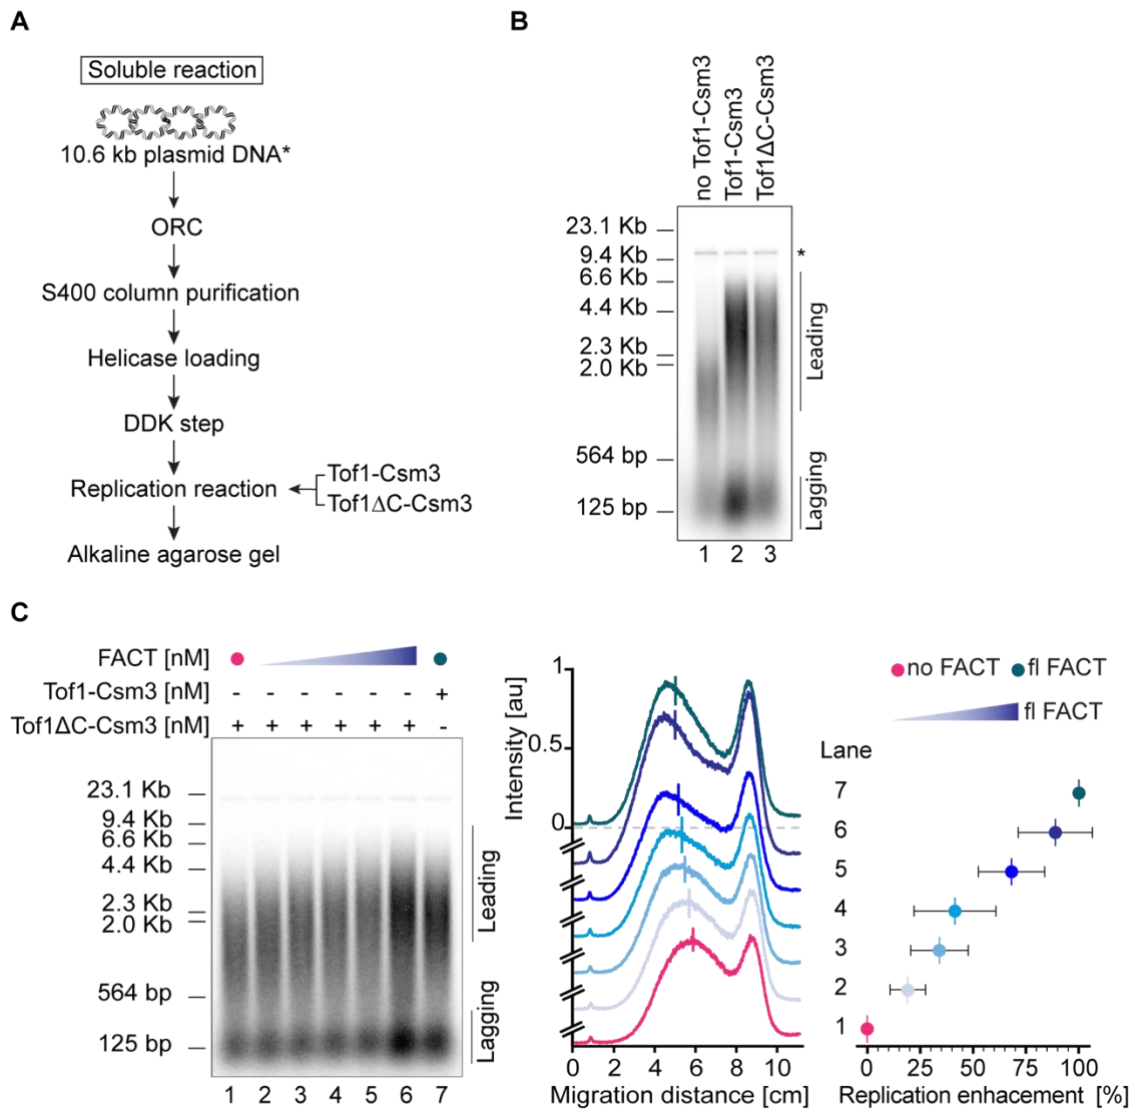 A
Soluble reaction
10.6 kb plasmid DNA*
ORC
S400 column purification
Helicase loading
DDK step
Replication reaction
Tof1-Csm3
Tof1ΔC-Csm3
Alkaline agarose gel
B
no Tof1-Csm3
Tof1-Csm3
Tof1ΔC-Csm3
23.1 Kb
9.4 Kb
6.6 Kb
4.4 Kb
2.3 Kb
2.0 Kb
564 bp
125 bp
*
Leading
Lagging
1 2 3
C
FACT [nM]
Tof1-Csm3 [nM] - - - - - - +
Tof1ΔC-Csm3 [nM] + + + + + + -
23.1 Kb
9.4 Kb
6.6 Kb
4.4 Kb
2.3 Kb
2.0 Kb
564 bp
125 bp
Leading
Lagging
1 2 3 4 5 6 7
Intensity [au]
1
0.5
0
0 2 4 6 8 10
Migration distance [cm]
no FACT fl FACT
fl FACT
Lane
7
6
5
4
3
2
1
0 25 50 75 100
Replication enhacement [%]